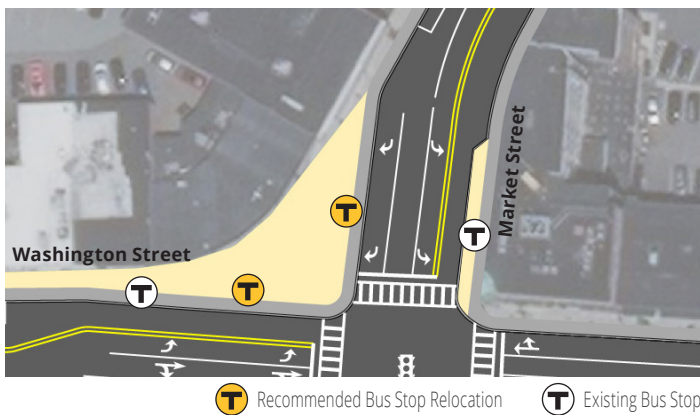 Market Street
Washington Street
T
T
T
T
T Recommended Bus Stop Relocation
T Existing Bus Stop